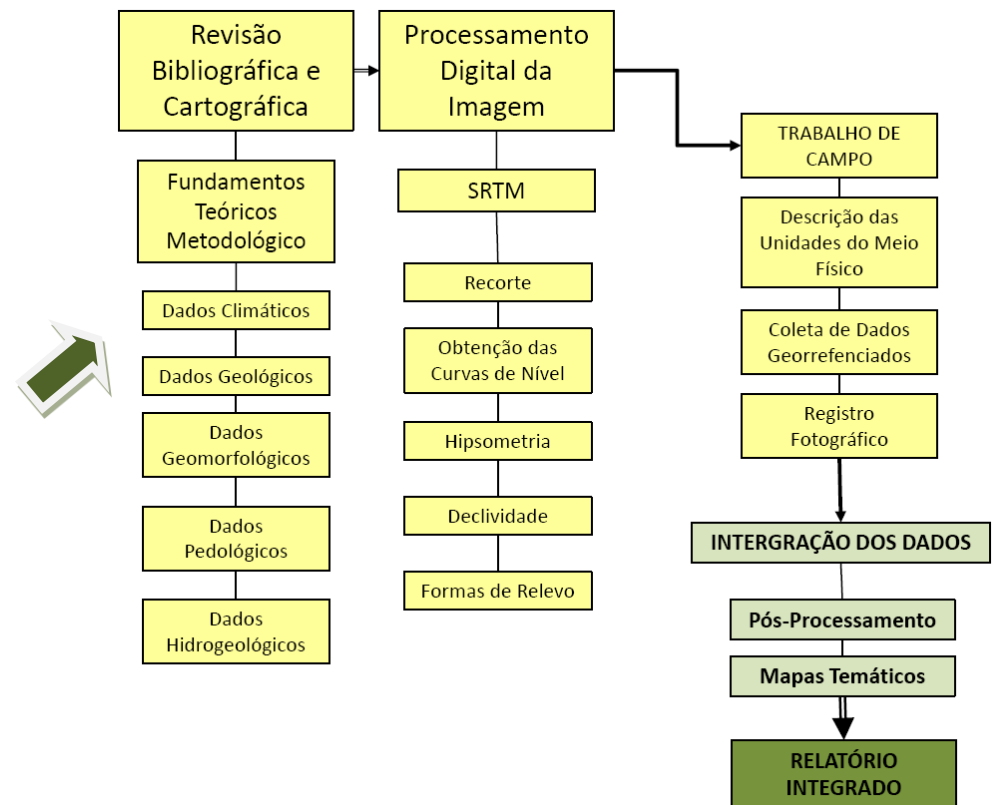 Revisão
Bibliográfica e
Cartográfica
Fundamentos
Teóricos
Metodológico
Dados Climáticos
Dados Geológicos
Dados
Geomorfológicos
Dados
Pedológicos
Dados
Hidrogeológicos
Processamento
Digital da
Imagem
SRTM
Recorte
Obtenção das
Curvas de Nível
Hipsometria
Declividade
Formas de Relevo
TRABALHO DE
CAMPO
Descrição das
Unidades do Meio
Físico
Coleta de Dados
Georrefenciados
Registro
Fotográfico
INTERGRAÇÃO DOS DADOS
Pós-Processamento
Mapas Temáticos
RELATÓRIO
INTEGRADO